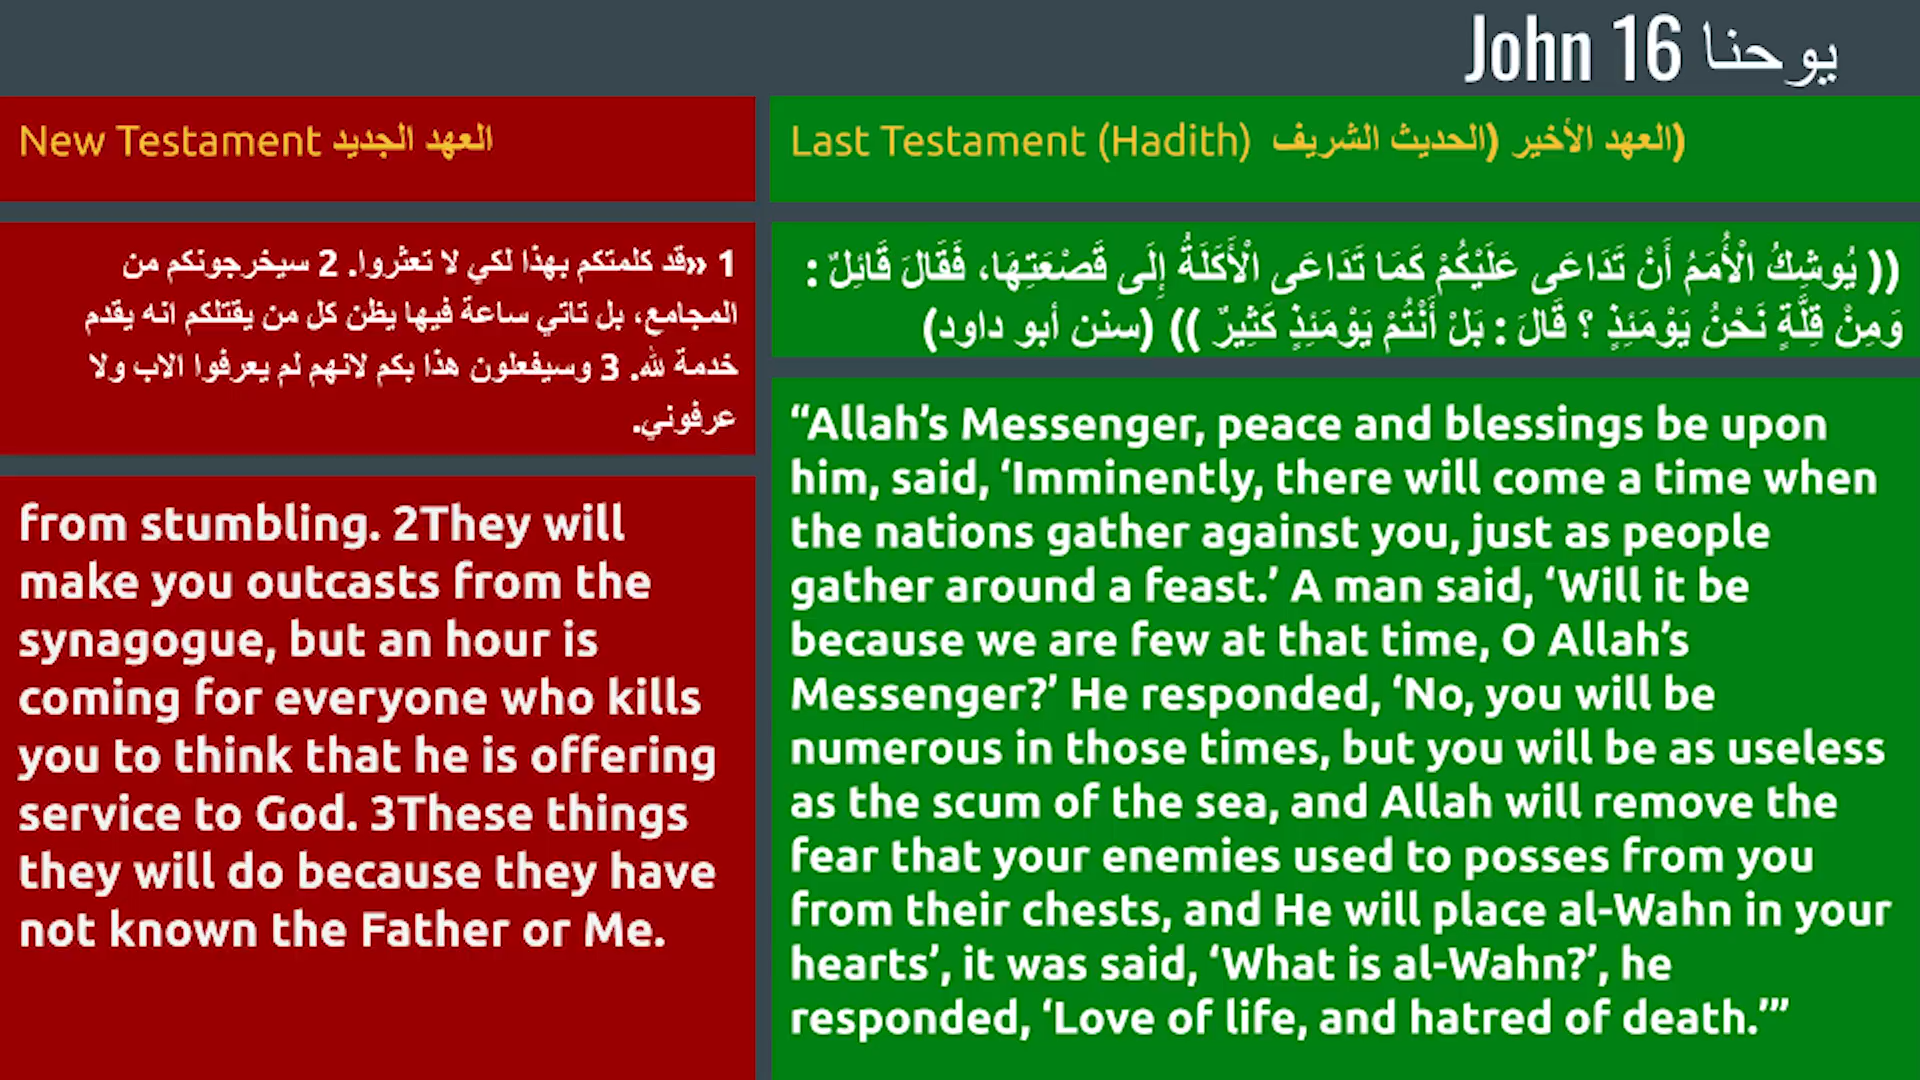 John 16 يوحنا
New Testament العهد الجديد
1 «قد كلمتكم بهذا لكي لا تعثروا. 2 سيخرجونكم من
المجامع، بل تاتي ساعة فيها يظن كل من يقتلكم انه يقدم
خدمة لله. 3 وسيفعلون هذا بكم لانهم لم يعرفوا الاب ولا
عرفوني.
from stumbling. 2They will
make you outcasts from the
synagogue, but an hour is
coming for everyone who kills
you to think that he is offering
service to God. 3These things
they will do because they have
not known the Father or Me.
Last Testament (Hadith) العهد الأخير (الحديث الشريف)
(( يُوشِكُ الْأُمَمُ أَنْ تَدَاعَى عَلَيْكُمْ كَمَا تَدَاعَى الْأَكَلَةُ إِلَى قَصْعَتِهَا، فَقَالَ قَائِلٌ :
وَمِنْ قِلَّةٍ نَحْنُ يَوْمَئِذٍ ؟ قَالَ : بَلْ أَنْتُمْ يَوْمَئِذٍ كَثِيرٌ )) (سنن أبو داود)
“Allah’s Messenger, peace and blessings be upon
him, said, ‘Imminently, there will come a time when
the nations gather against you, just as people
gather around a feast.’ A man said, ‘Will it be
because we are few at that time, O Allah’s
Messenger?’ He responded, ‘No, you will be
numerous in those times, but you will be as useless
as the scum of the sea, and Allah will remove the
fear that your enemies used to posses from you
from their chests, and He will place al-Wahn in your
hearts’, it was said, ‘What is al-Wahn?’, he
responded, ‘Love of life, and hatred of death.’”